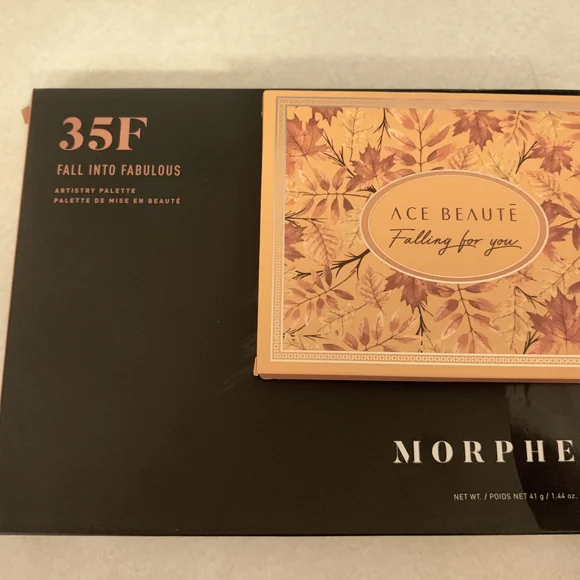 35F
FALL INTO FABULOUS
ARTISTRY PALETTE
PALETTE DE MISE EN BEAUTÉ
ACE BEAUTĒ
Falling for you
MORPHE
NET WT. / POIDS NET 41 g / 1.44 oz.